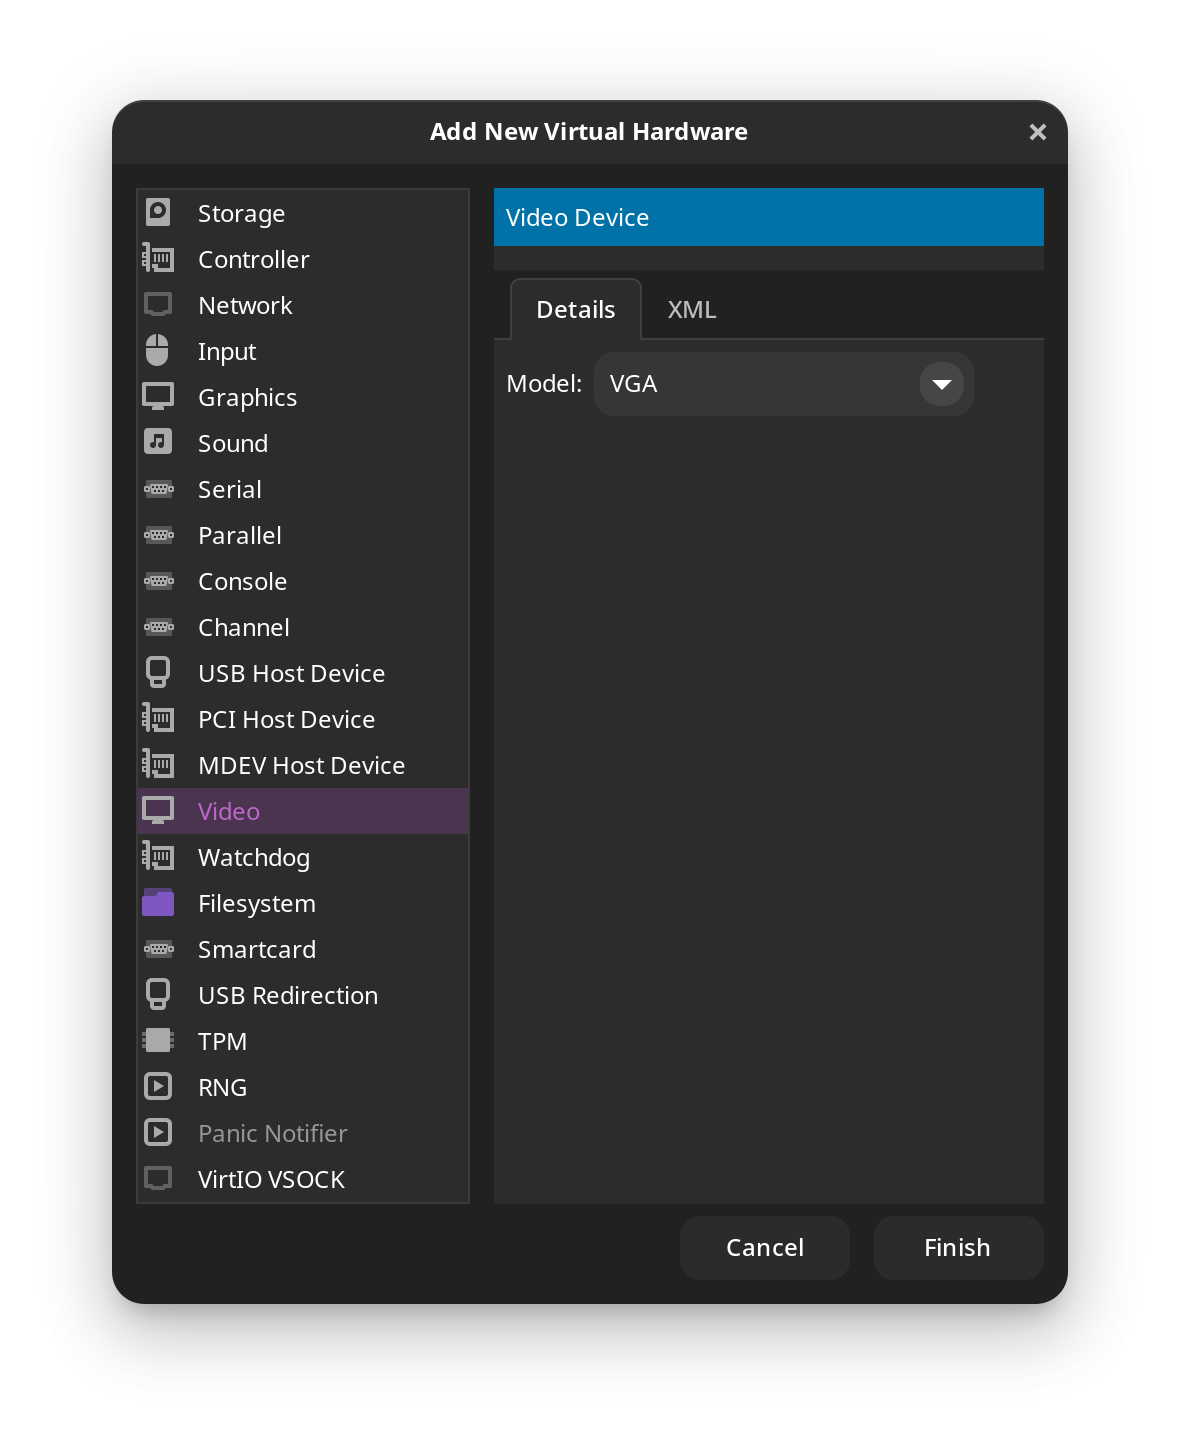 Add New Virtual Hardware
Storage
Controller
Network
Input
Graphics
Sound
Serial
Parallel
Console
Channel
USB Host Device
PCI Host Device
MDEV Host Device
Video
Watchdog
Filesystem
Smartcard
USB Redirection
TPM
RNG
Panic Notifier
VirtIO VSOCK
Video Device
Details XML
Model: VGA
Cancel Finish